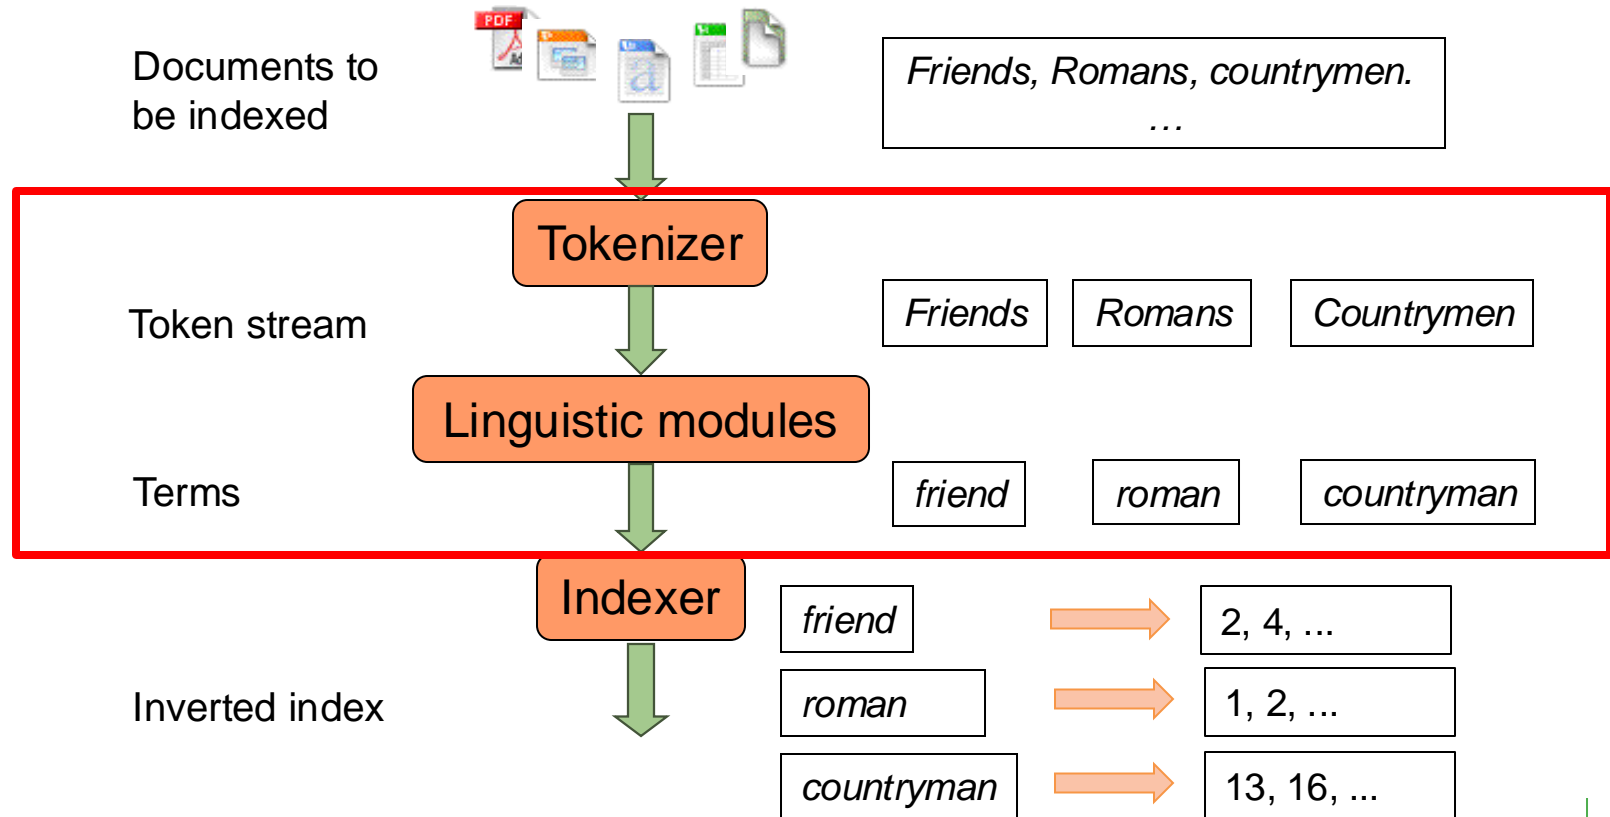 PDF
Documents to
be indexed
Friends, Romans, countrymen.
...
Tokenizer
Token stream
Friends
Romans
Countrymen
Linguistic modules
Terms
friend
roman
countryman
Indexer
friend
2, 4, ...
Inverted index
roman
1, 2, ...
countryman
13, 16, ...